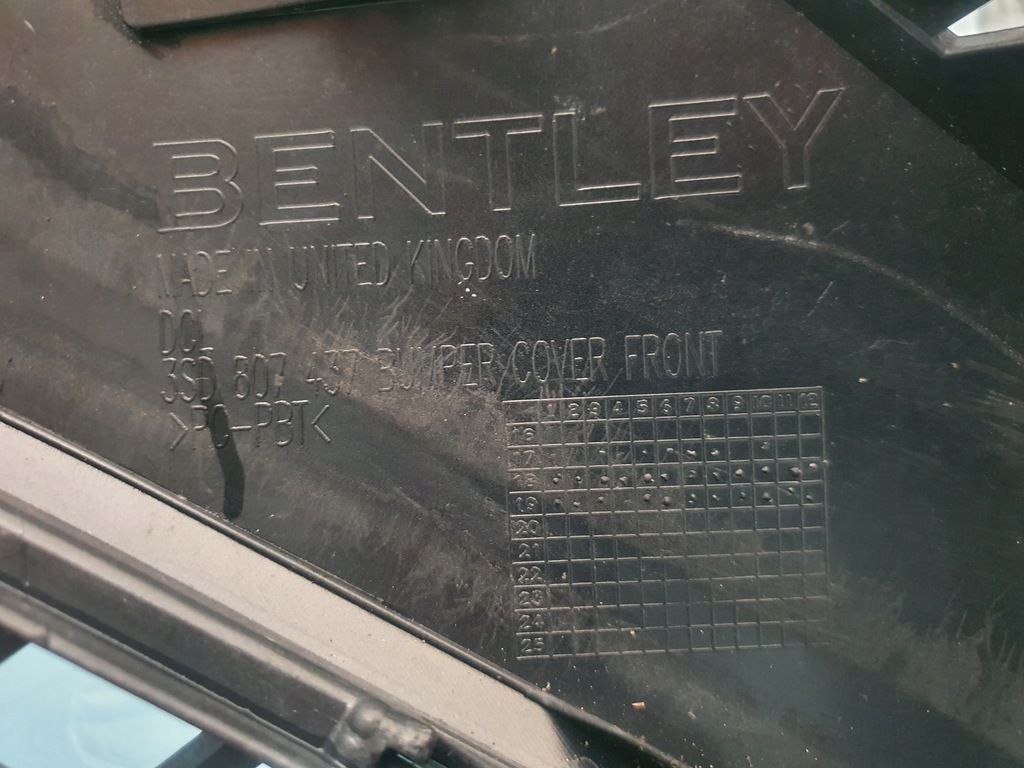 BENTLEY
MADE IN UNITED KINGDOM
DCL
3SD 807 437 BUMPER COVER FRONT
>PC-PBT<
1 2 3 4 5 6 7 8 9 10 11 12
16
17
18
19
20
21
22
23
24
25